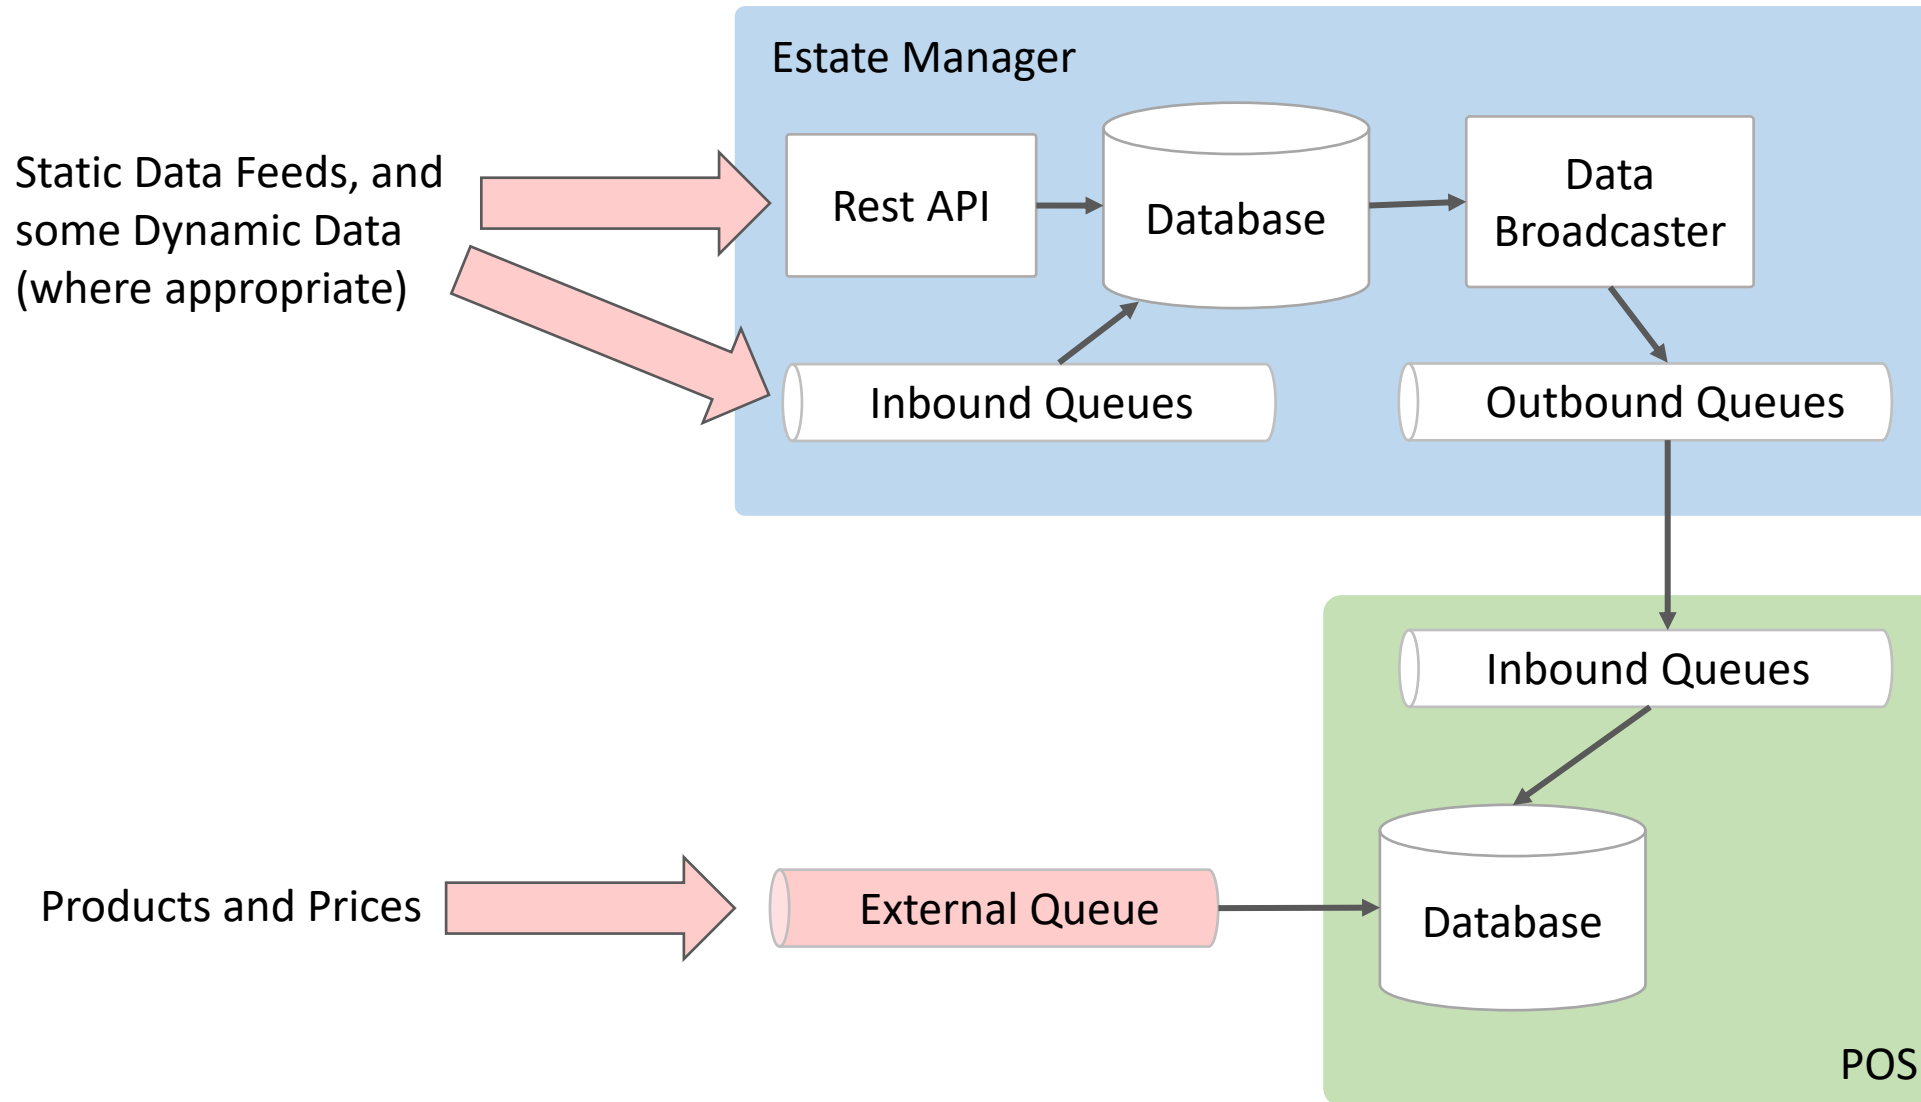 Estate Manager
Static Data Feeds, and
some Dynamic Data
(where appropriate)
Rest API
Database
Data
Broadcaster
Inbound Queues
Outbound Queues
Inbound Queues
Products and Prices
External Queue
Database
POS